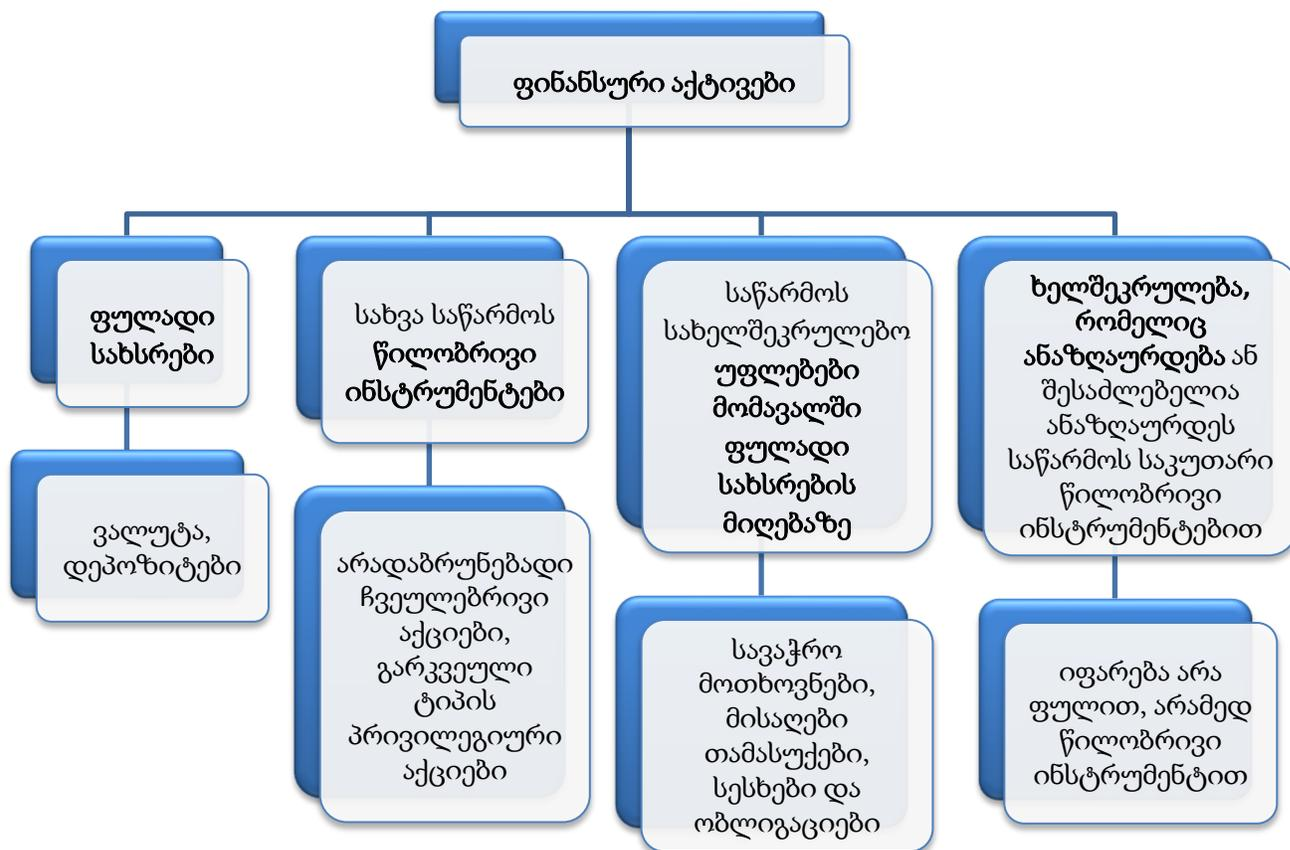 ფინანსური აქტივები
ფულადი
სახსრები
ვალუტა,
დეპოზიტები
სახვა საწარმოს
წილობრივი
ინსტრუმენტები
არადაბრუნებადი
ჩვეულებრივი
აქციები,
გარკვეული
ტიპის
პრივილეგიური
აქციები
საწარმოს
სახელშეკრულებო
უფლებები
მომავალში
ფულადი
სახსრების
მიღებაზე
სავაჭრო
მოთხოვნები,
მისაღები
თამასუქები,
სესხები და
ობლიგაციები
ხელშეკრულება,
რომელიც
ანაზღაურდება ან
შესაძლებელია
ანაზღაურდეს
საწარმოს საკუთარი
წილობრივი
ინსტრუმენტებით
იფარება არა
ფულით, არამედ
წილობრივი
ინსტრუმენტით